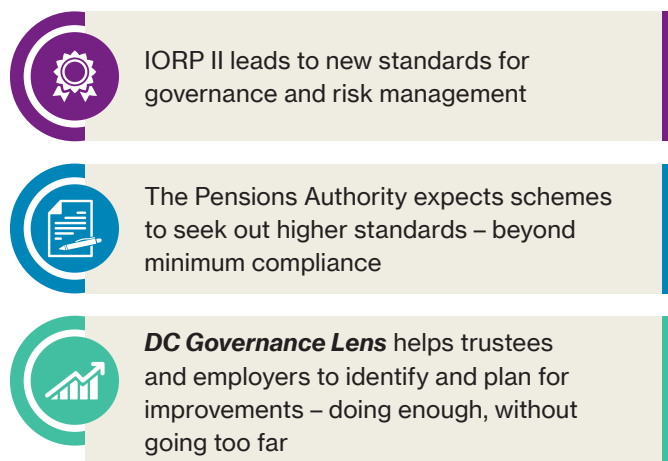 IORP II leads to new standards for
governance and risk management
The Pensions Authority expects schemes
to seek out higher standards – beyond
minimum compliance
DC Governance Lens helps trustees
and employers to identify and plan for
improvements – doing enough, without
going too far